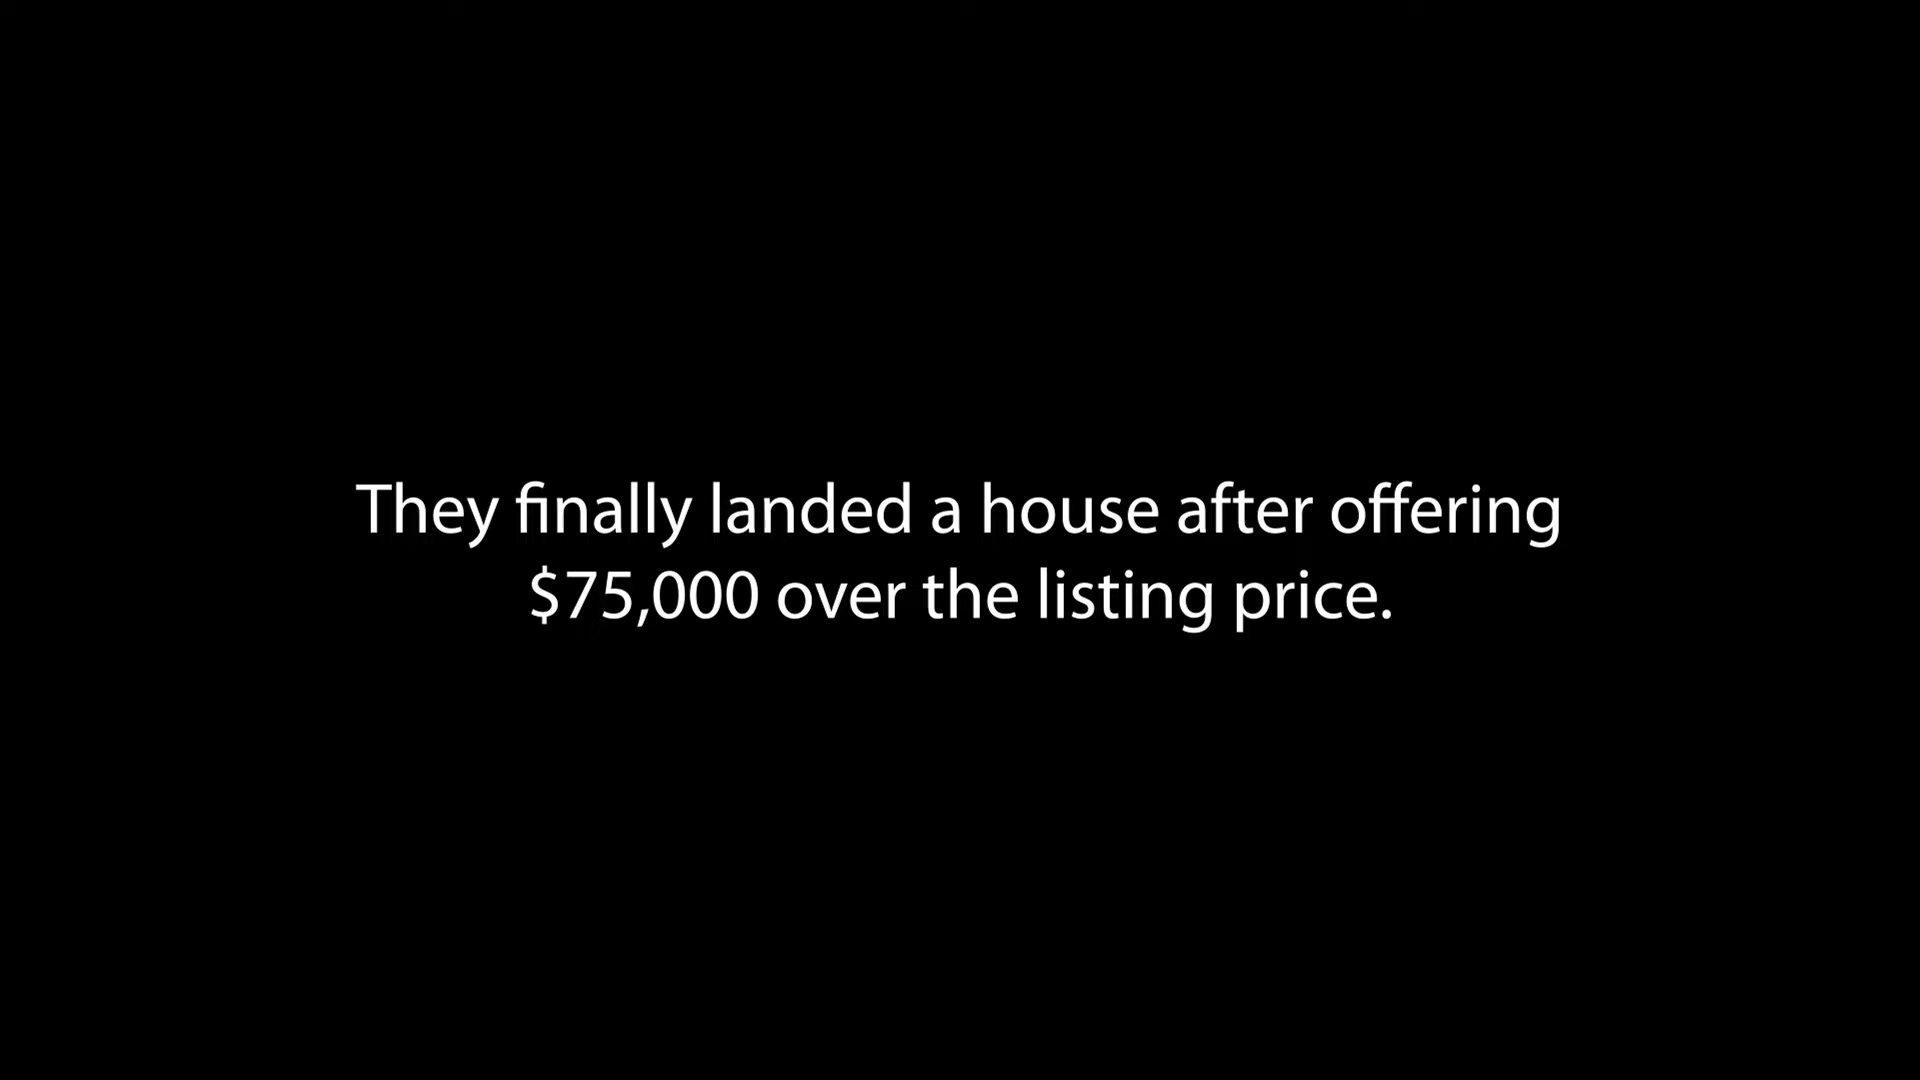 They finally landed a house after offering
$75,000 over the listing price.